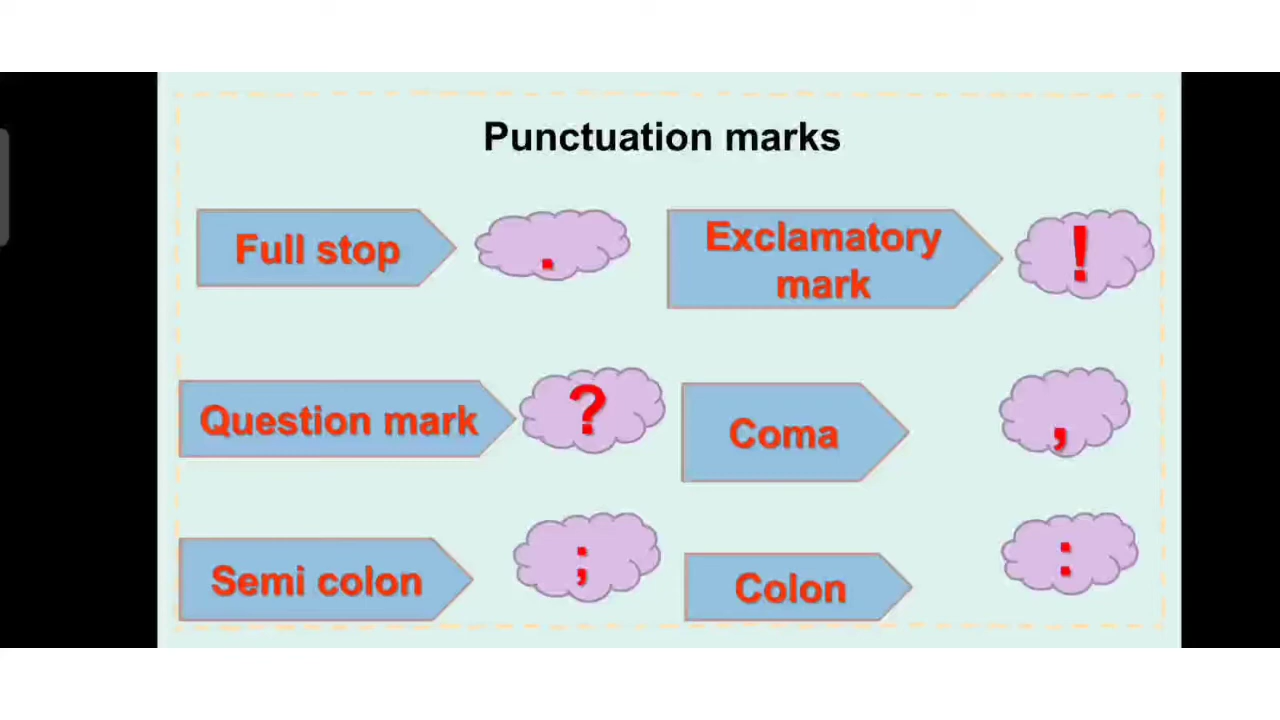 Punctuation marks
Full stop .
Exclamatory
mark !
Question mark ?
Coma ,
Semi colon ;
Colon :